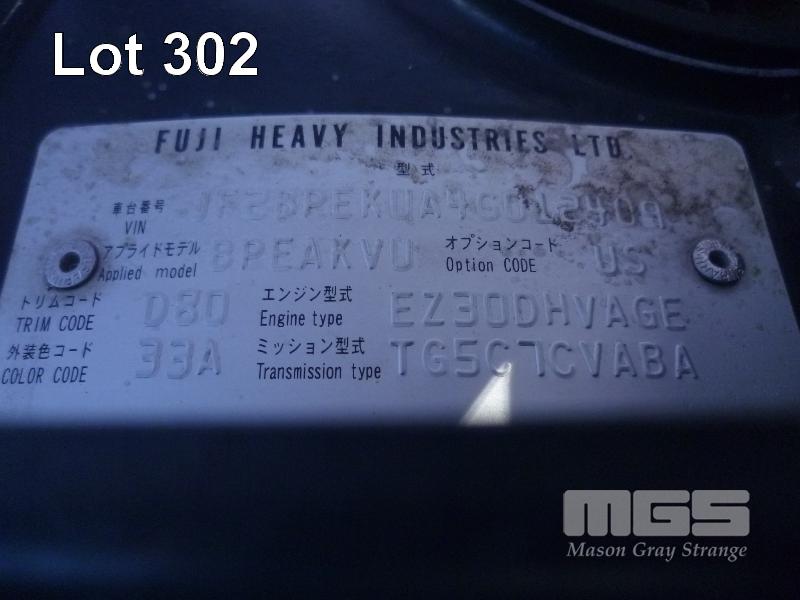 Lot 302
FUJI HEAVY INDUSTRIES LTD.
型式
車台番号
VIN
アプライドモデル
Applied model
BPEAKVU
オプションコード
Option CODE
US
トリムコード
TRIM CODE
D80
エンジン型式
Engine type
EZ30DHVAGE
外装色コード
COLOR CODE
33A
ミッション型式
Transmission type
TG5C7CVABA
MGS
Mason Gray Strange